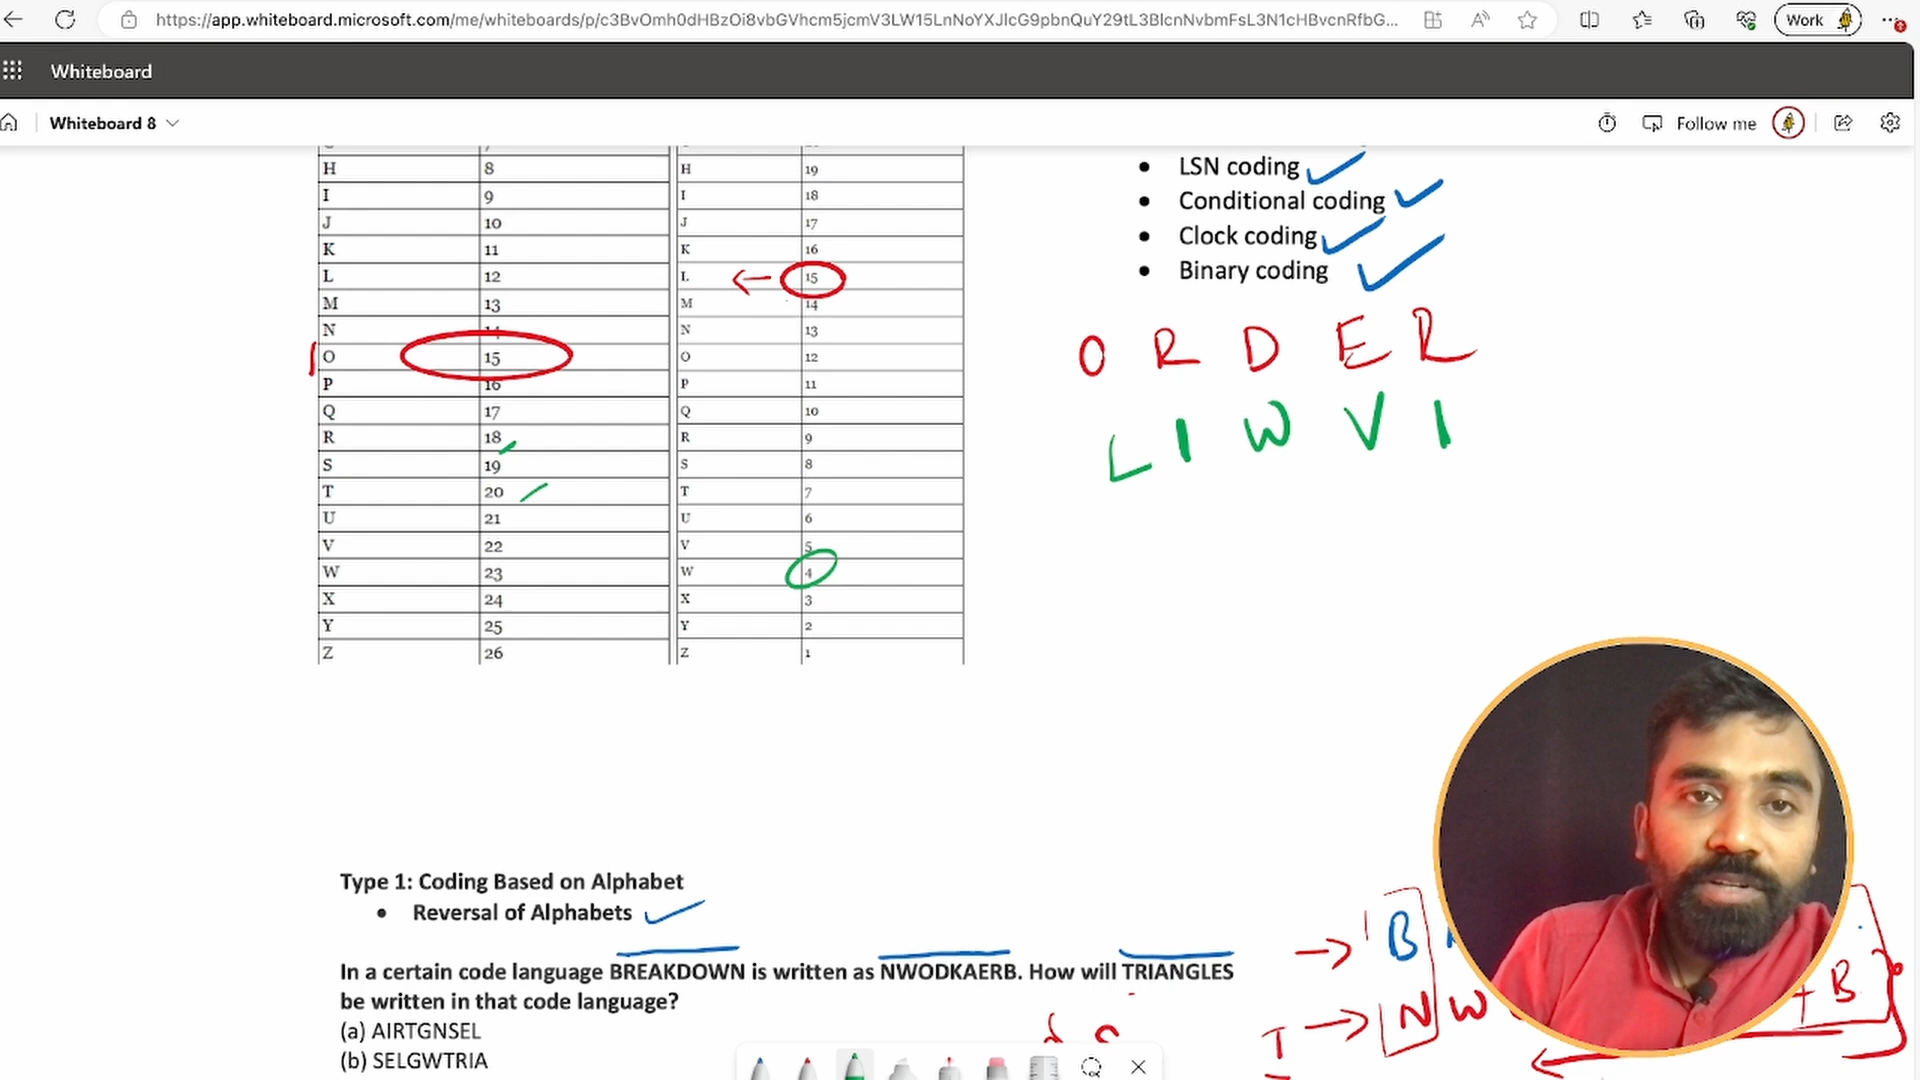 https://app.whiteboard.microsoft.com/me/whiteboards/p/c3BvOmh0dHBzOi8vbGVhcm5jcmV3LW15LnNoYXJlcG9pbnQuY29tL3BlcnNvbmFsL3N1cHBvcnRfbG...
Work
Whiteboard
Whiteboard 8
Follow me
H 8 H 19
I 9 I 18
J 10 J 17
K 11 K 16
L 12 L 15
M 13 M 14
N 14 N 13
O 15 O 12
P 16 P 11
Q 17 Q 10
R 18 R 9
S 19 S 8
T 20 T 7
U 21 U 6
V 22 V 5
W 23 W 4
X 24 X 3
Y 25 Y 2
Z 26 Z 1
• LSN coding
• Conditional coding
• Clock coding
• Binary coding
O R D E R
L I W V I
Type 1: Coding Based on Alphabet
• Reversal of Alphabets
In a certain code language BREAKDOWN is written as NWODKAERB. How will TRIANGLES
be written in that code language?
(a) AIRTGNSEL
(b) SELGWTRIA
B
N W
B